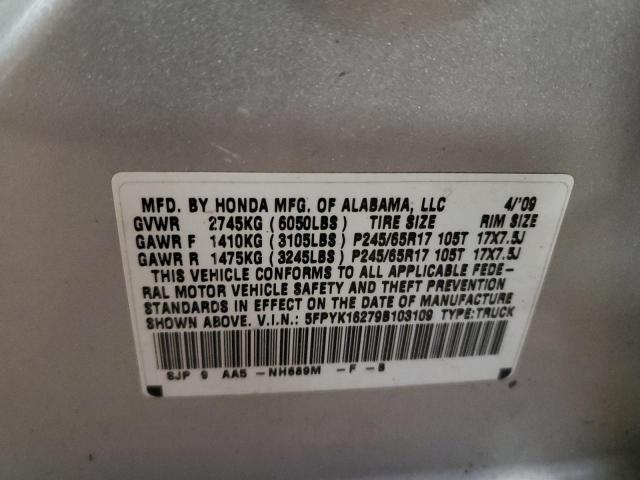 MFD. BY HONDA MFG. OF ALABAMA, LLC 4/'09
GVWR 2745KG (6050LBS) TIRE SIZE RIM SIZE
GAWR F 1410KG (3105LBS) P245/65R17 105T 17X7.5J
GAWR R 1475KG (3245LBS) P245/65R17 105T 17X7.5J
THIS VEHICLE CONFORMS TO ALL APPLICABLE FEDE-
RAL MOTOR VEHICLE SAFETY AND THEFT PREVENTION
STANDARDS IN EFFECT ON THE DATE OF MANUFACTURE
SHOWN ABOVE. V.I.N.: 5FPYK16279B103109 TYPE:TRUCK
SJP 9 AA5 -NH689M -F -B